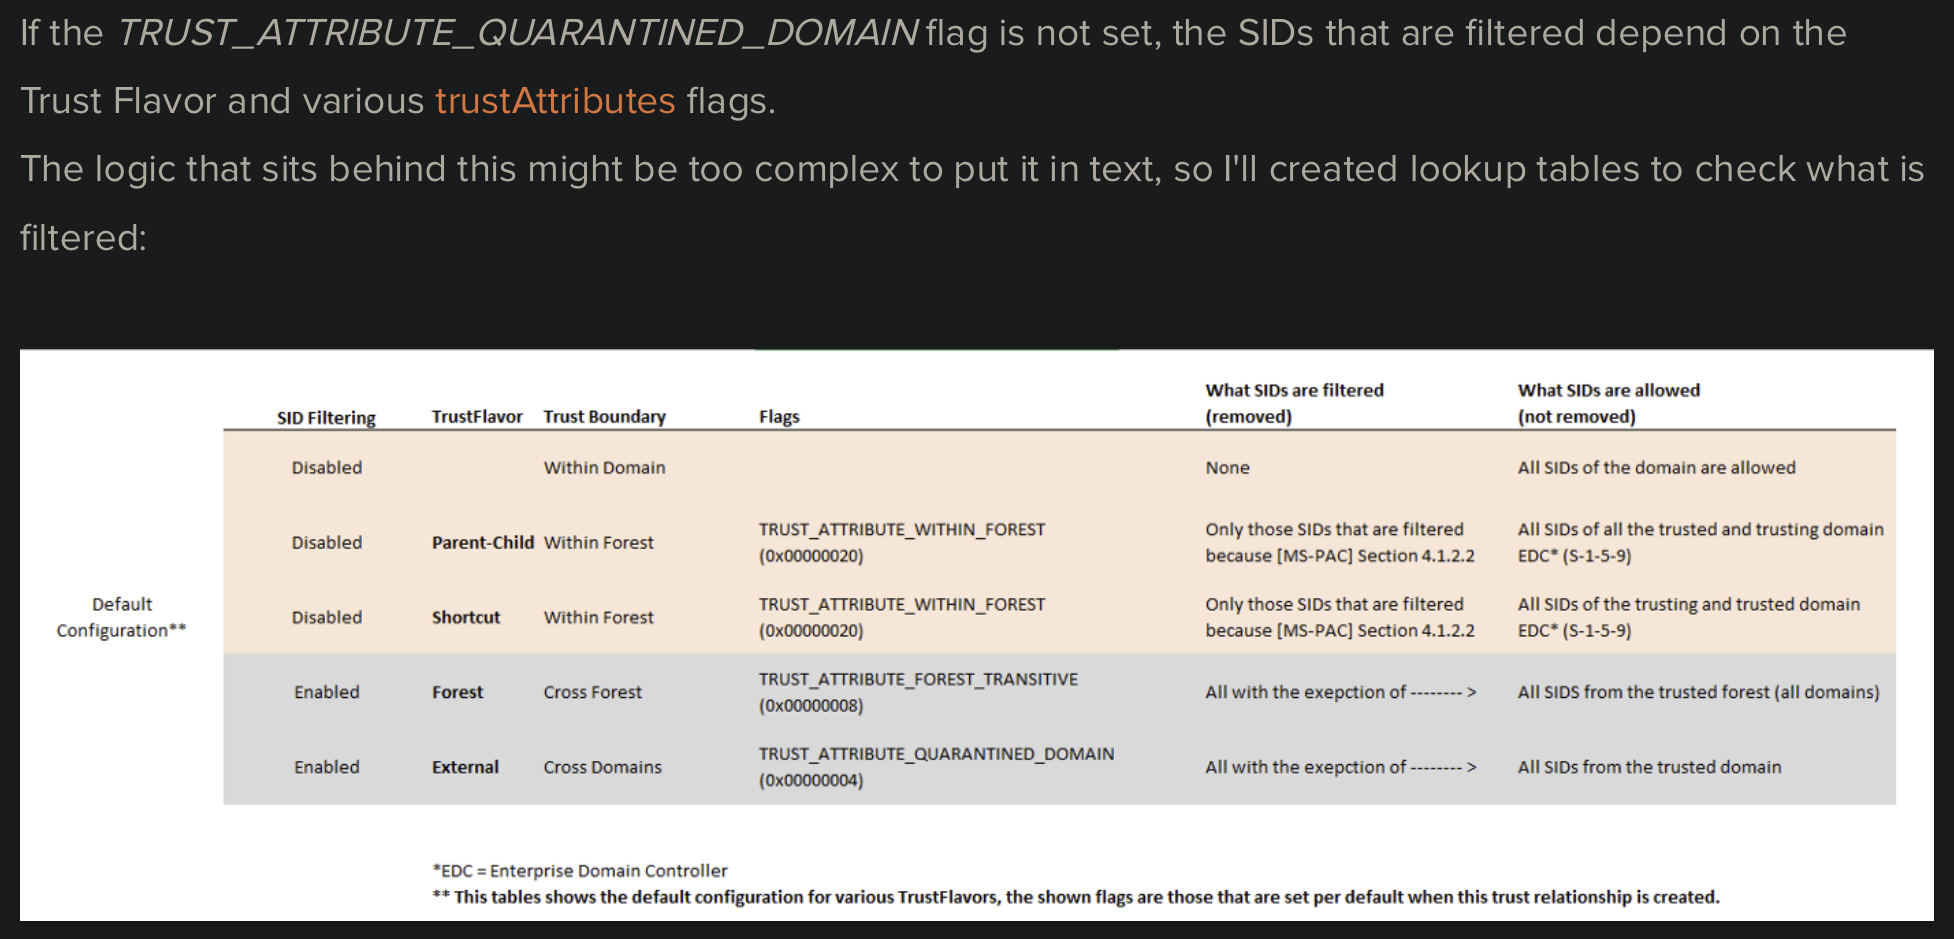 If the TRUST_ATTRIBUTE_QUARANTINED_DOMAIN flag is not set, the SIDs that are filtered depend on the
Trust Flavor and various trustAttributes flags.
The logic that sits behind this might be too complex to put it in text, so I'll created lookup tables to check what is
filtered:
SID Filtering TrustFlavor Trust Boundary Flags What SIDs are filtered (removed) What SIDs are allowed (not removed)
Disabled Within Domain None All SIDs of the domain are allowed
Disabled Parent-Child Within Forest TRUST_ATTRIBUTE_WITHIN_FOREST (0x00000020) Only those SIDs that are filtered because [MS-PAC] Section 4.1.2.2 All SIDs of all the trusted and trusting domain EDC* (S-1-5-9)
Default
Configuration**
Disabled Shortcut Within Forest TRUST_ATTRIBUTE_WITHIN_FOREST (0x00000020) Only those SIDs that are filtered because [MS-PAC] Section 4.1.2.2 All SIDs of the trusting and trusted domain EDC* (S-1-5-9)
Enabled Forest Cross Forest TRUST_ATTRIBUTE_FOREST_TRANSITIVE (0x00000008) All with the exepction of -------- > All SIDS from the trusted forest (all domains)
Enabled External Cross Domains TRUST_ATTRIBUTE_QUARANTINED_DOMAIN (0x00000004) All with the exepction of -------- > All SIDs from the trusted domain
*EDC = Enterprise Domain Controller
** This tables shows the default configuration for various TrustFlavors, the shown flags are those that are set per default when this trust relationship is created.